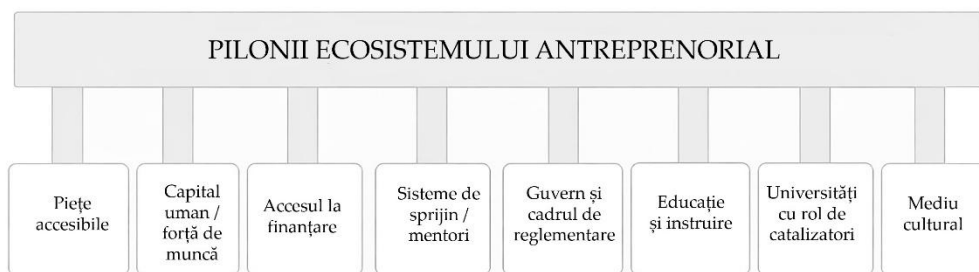 PILONII ECOSISTEMULUI ANTREPRENORIAL
Piețe
accesibile
Capital
uman /
forță de
muncă
Accesul la
finanțare
Sisteme de
sprijin /
mentori
Guvern și
cadrul de
reglementare
Educație
și instruire
Universități
cu rol de
catalizatori
Mediu
cultural